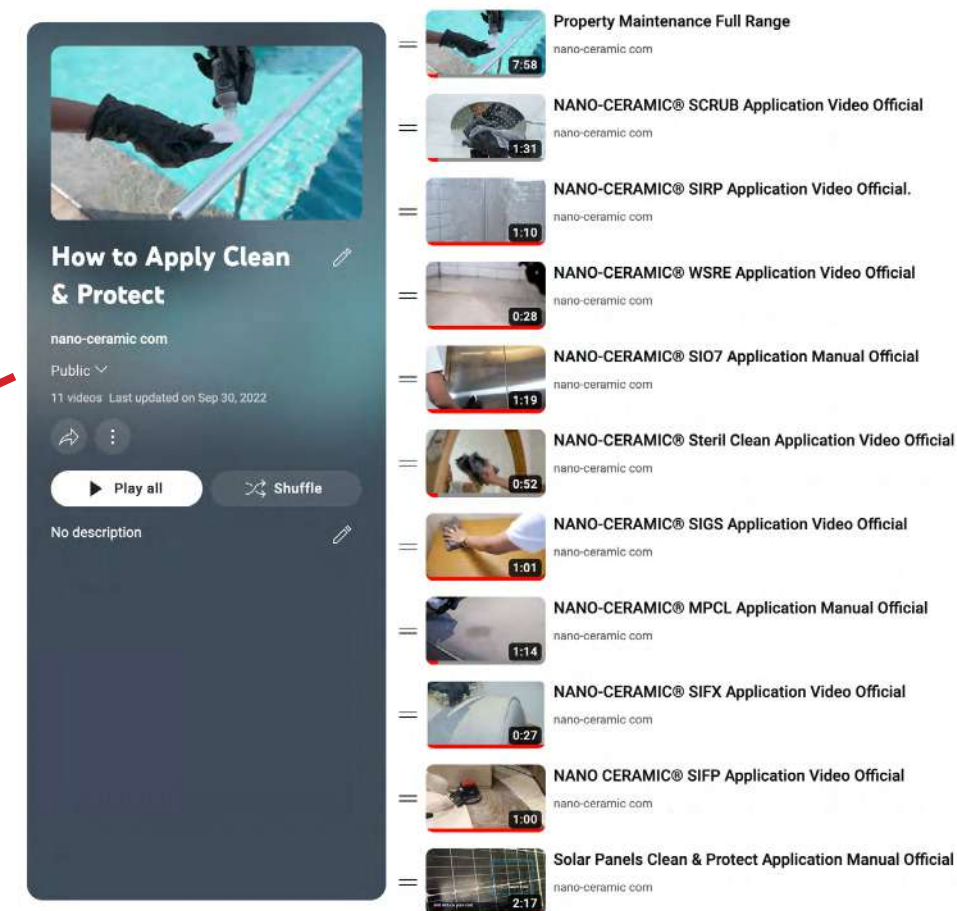 How to Apply Clean
& Protect
nano-ceramic com
Public
11 videos Last updated on Sep 30, 2022
Play all
Shuffle
No description
7:58
Property Maintenance Full Range
nano-ceramic com
1:31
NANO-CERAMIC® SCRUB Application Video Official
nano-ceramic com
1:10
NANO-CERAMIC® SIRP Application Video Official.
nano-ceramic com
0:28
NANO-CERAMIC® WSRE Application Video Official
nano-ceramic com
1:19
NANO-CERAMIC® SIO7 Application Manual Official
nano-ceramic com
0:52
NANO-CERAMIC® Steril Clean Application Video Official
nano-ceramic com
1:01
NANO-CERAMIC® SIGS Application Video Official
nano-ceramic com
1:14
NANO-CERAMIC® MPCL Application Manual Official
nano-ceramic com
0:27
NANO-CERAMIC® SIFX Application Video Official
nano-ceramic com
1:00
NANO CERAMIC® SIFP Application Video Official
nano-ceramic com
2:17
Solar Panels Clean & Protect Application Manual Official
nano-ceramic com